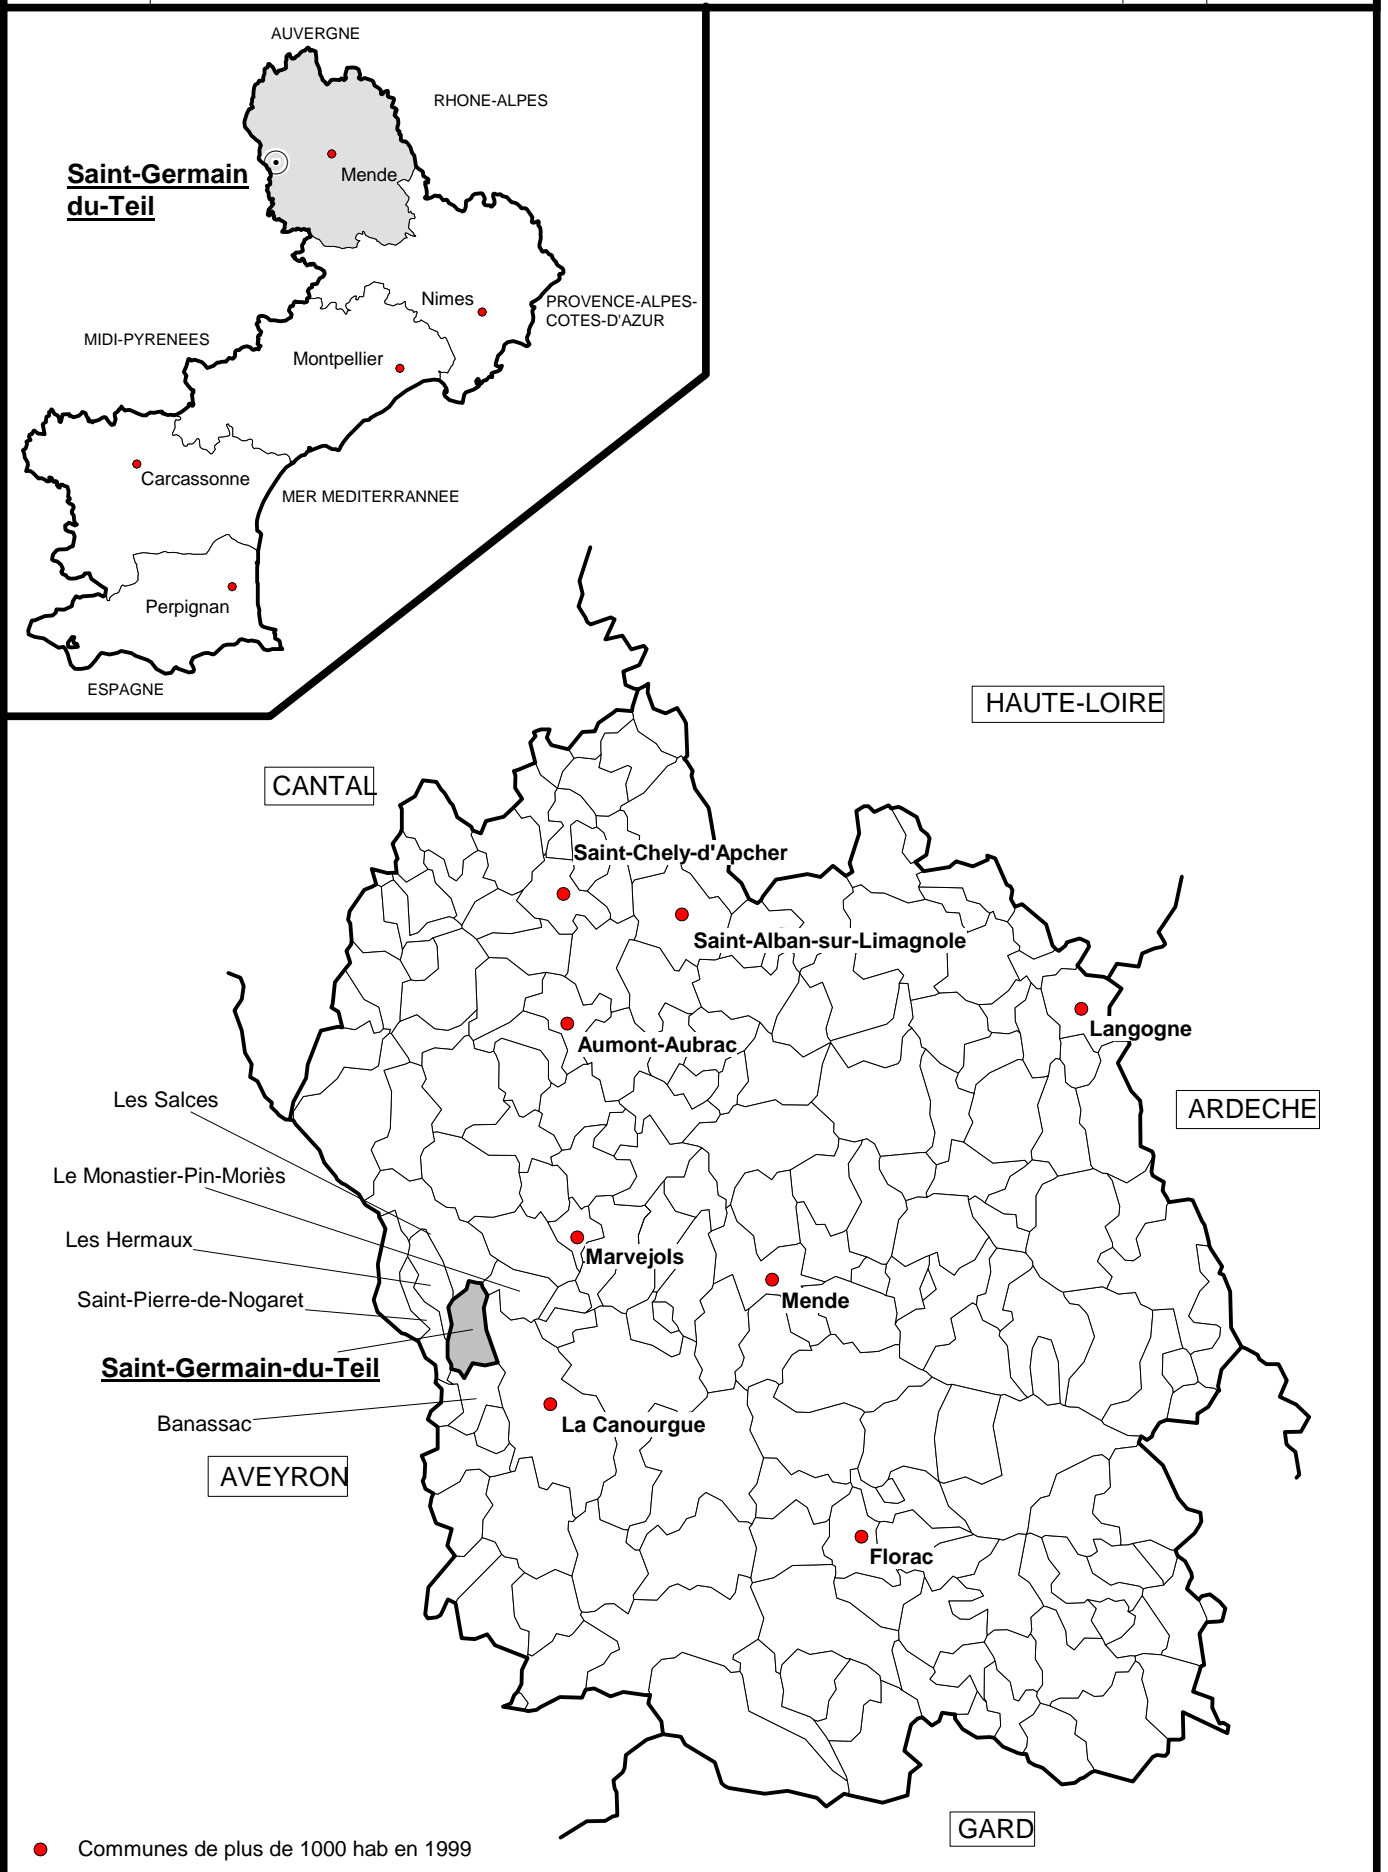 AUVERGNE
RHONE-ALPES
Saint-Germain
du-Teil
Mende
Nimes
PROVENCE-ALPES-
COTES-D'AZUR
MIDI-PYRENEES
Montpellier
Carcassonne
MER MEDITERRANNEE
Perpignan
ESPAGNE
HAUTE-LOIRE
CANTAL
Saint-Chely-d'Apcher
Saint-Alban-sur-Limagnole
Langogne
Aumont-Aubrac
Les Salces
ARDECHE
Le Monastier-Pin-Moriès
Les Hermaux
Marvejols
Saint-Pierre-de-Nogaret
Mende
Saint-Germain-du-Teil
Banassac
La Canourgue
AVEYRON
Florac
GARD
Communes de plus de 1000 hab en 1999